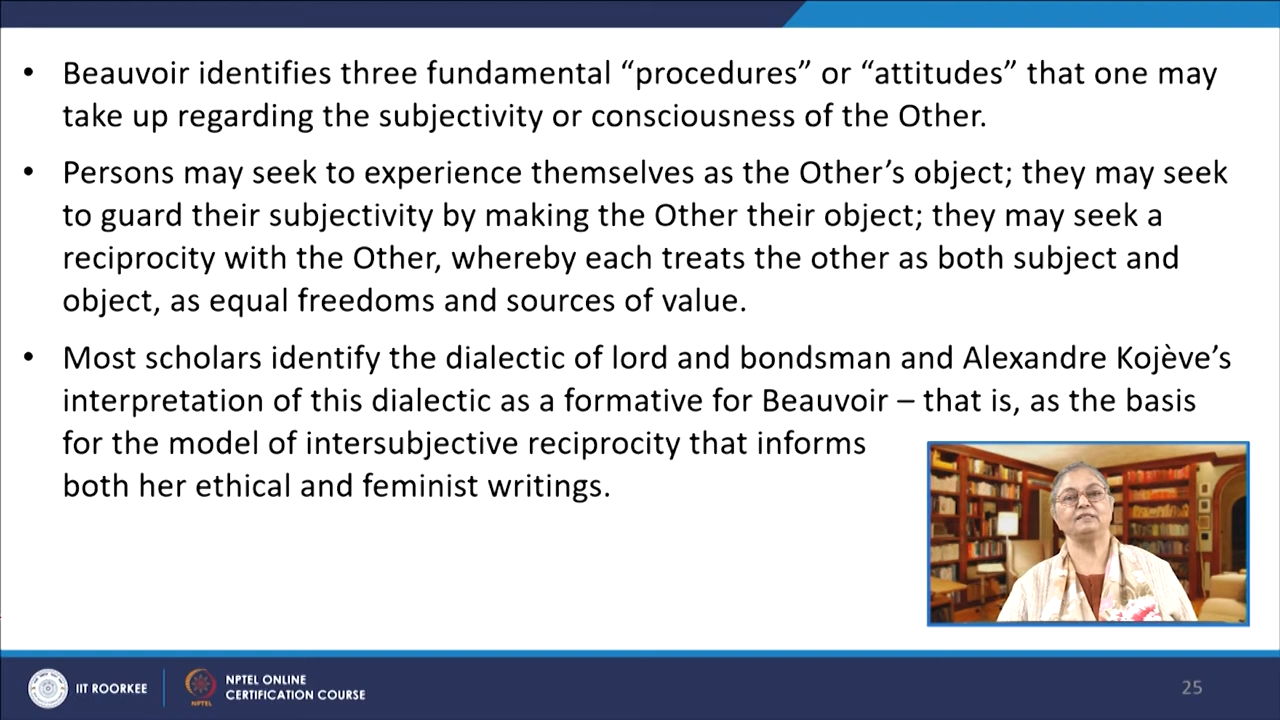 • Beauvoir identifies three fundamental “procedures” or “attitudes” that one may
take up regarding the subjectivity or consciousness of the Other.
• Persons may seek to experience themselves as the Other’s object; they may seek
to guard their subjectivity by making the Other their object; they may seek a
reciprocity with the Other, whereby each treats the other as both subject and
object, as equal freedoms and sources of value.
• Most scholars identify the dialectic of lord and bondsman and Alexandre Kojève’s
interpretation of this dialectic as a formative for Beauvoir – that is, as the basis
for the model of intersubjective reciprocity that informs
both her ethical and feminist writings.
IIT ROORKEE
NPTEL
NPTEL ONLINE
CERTIFICATION COURSE
25